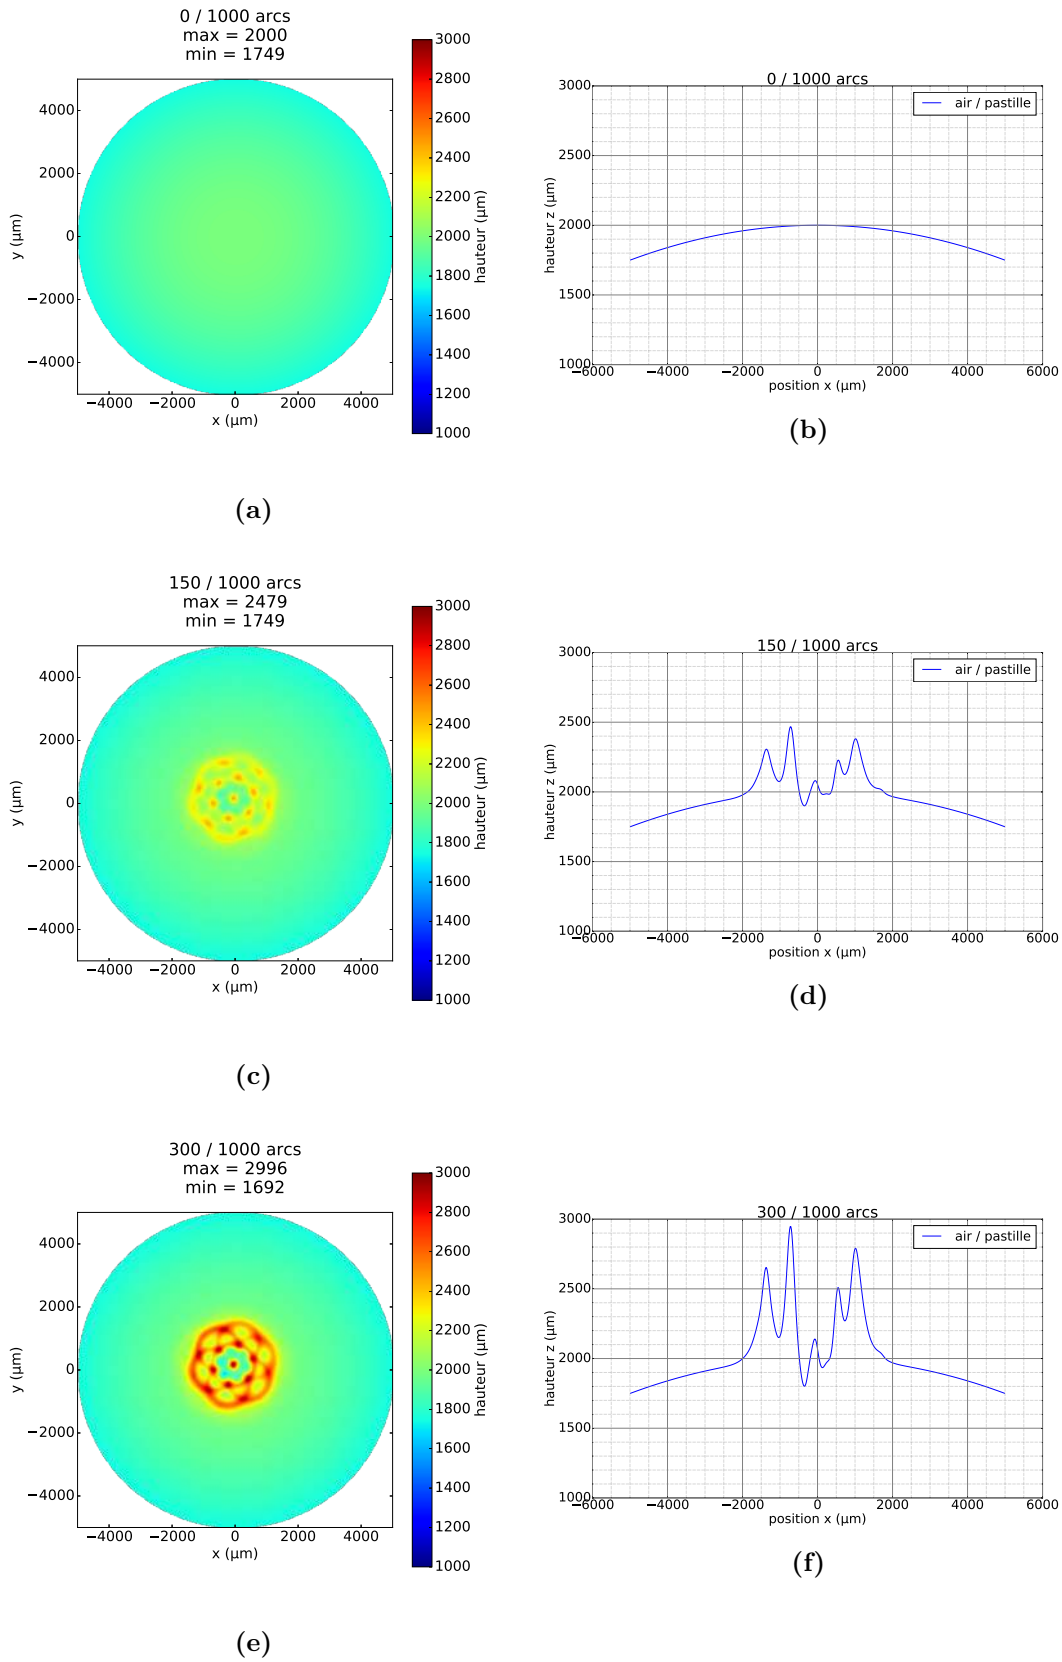 0 / 1000 arcs
max = 2000
min = 1749
4000
2000
0
−2000
−4000
y (μm)
−4000 −2000 0 2000 4000
x (μm)
3000
2800
2600
2400
2200
2000
1800
1600
1400
1200
1000
hauteur (μm)
(a)
0 / 1000 arcs
air / pastille
3000
2500
2000
1500
1000
hauteur z (μm)
−6000 −4000 −2000 0 2000 4000 6000
position x (μm)
(b)
150 / 1000 arcs
max = 2479
min = 1749
4000
2000
0
−2000
−4000
y (μm)
−4000 −2000 0 2000 4000
x (μm)
3000
2800
2600
2400
2200
2000
1800
1600
1400
1200
1000
hauteur (μm)
(c)
150 / 1000 arcs
air / pastille
3000
2500
2000
1500
1000
hauteur z (μm)
−6000 −4000 −2000 0 2000 4000 6000
position x (μm)
(d)
300 / 1000 arcs
max = 2996
min = 1692
4000
2000
0
−2000
−4000
y (μm)
−4000 −2000 0 2000 4000
x (μm)
3000
2800
2600
2400
2200
2000
1800
1600
1400
1200
1000
hauteur (μm)
(e)
300 / 1000 arcs
air / pastille
3000
2500
2000
1500
1000
hauteur z (μm)
−6000 −4000 −2000 0 2000 4000 6000
position x (μm)
(f)